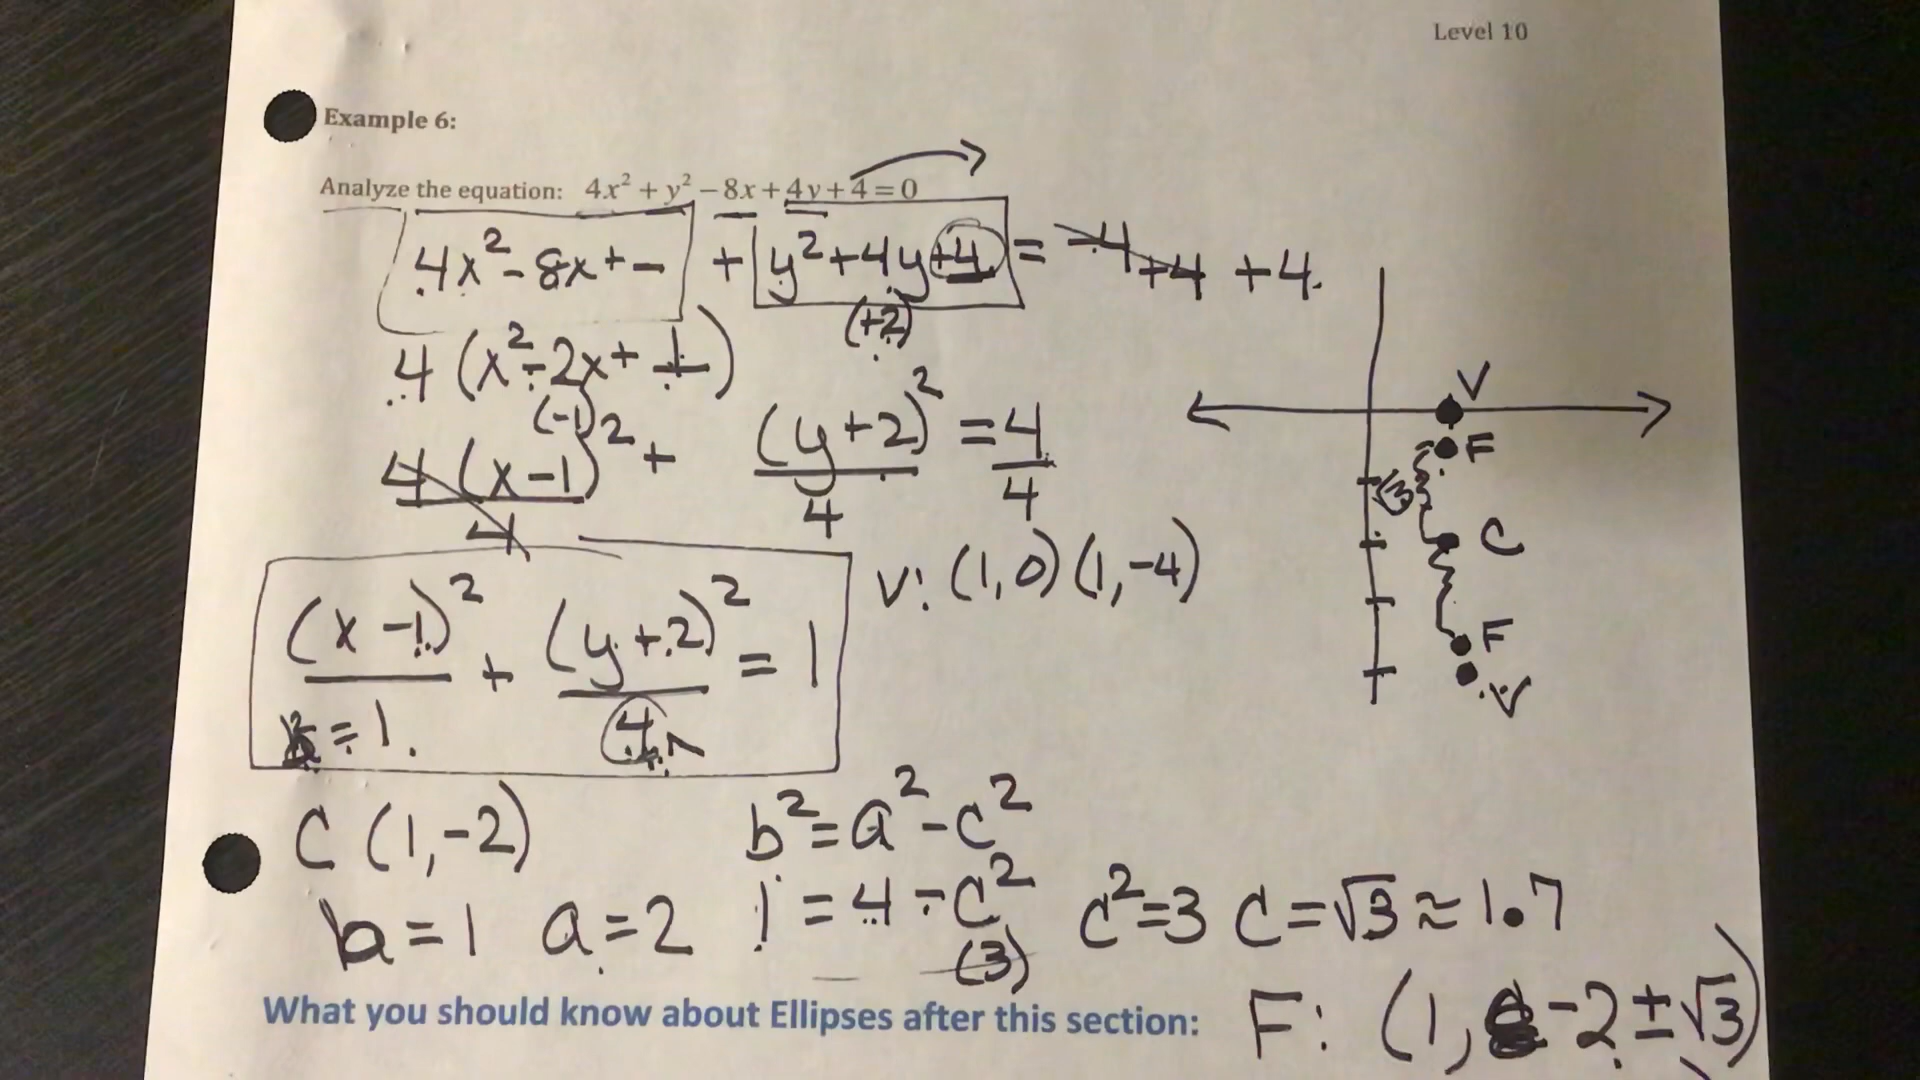 Level 10
Example 6:
Analyze the equation: 4x² + y² − 8x + 4y + 4 = 0
4x² - 8x + _ + y² + 4y + 4 = -4 + 4 + 4
(+2)
4 (x² - 2x + 1)
(-1)
4 (x - 1)² + (y + 2)² = 4
4 4 4
V: (1, 0) (1, -4)
(x - 1)² + (y + 2)² = 1
= 1 4
V
F
√3
C
F
V
C (1, -2) b² = a² - c²
b = 1 a = 2 1 = 4 - c² c² = 3 c = √3 ≈ 1.7
(3)
What you should know about Ellipses after this section:
F: (1, -2 ± √3)